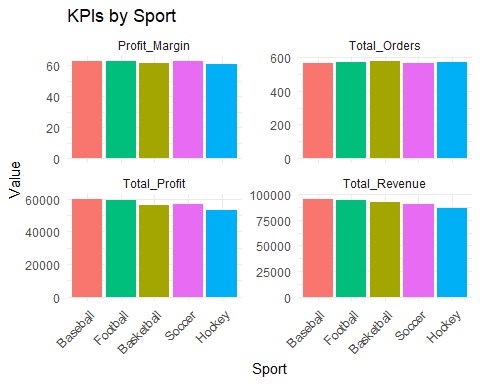 KPIs by Sport
Profit_Margin
60
40
20
0
Total_Orders
600
400
200
0
Value
Total_Profit
60000
40000
20000
0
Baseball
Football
Basketball
Soccer
Hockey
Total_Revenue
100000
75000
50000
25000
0
Baseball
Football
Basketball
Soccer
Hockey
Sport